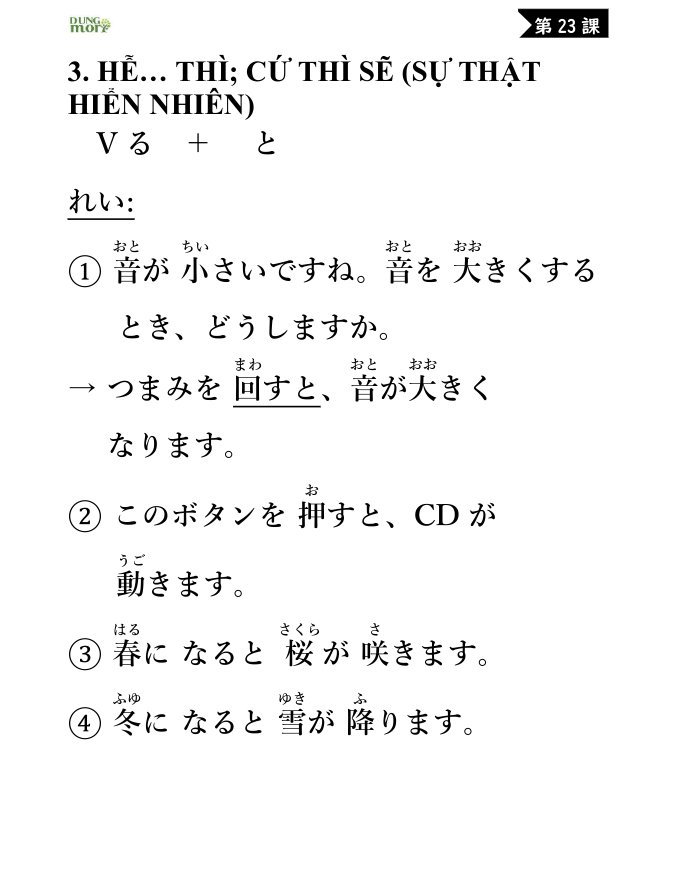 DUNG
mori
第 23 課
3. HỄ... THÌ; CỨ THÌ SẼ (SỰ THẬT
HIỂN NHIÊN)
V る + と
れい:
おと ちい おと おお
① 音が 小さいですね。音を 大きくする
とき、どうしますか。
まわ おと おお
→ つまみを 回すと、音が大きく
なります。
お
② このボタンを 押すと、CD が
うご
動きます。
はる さくら さ
③ 春に なると 桜 が 咲きます。
ふゆ ゆき ふ
④ 冬に なると 雪が 降ります。